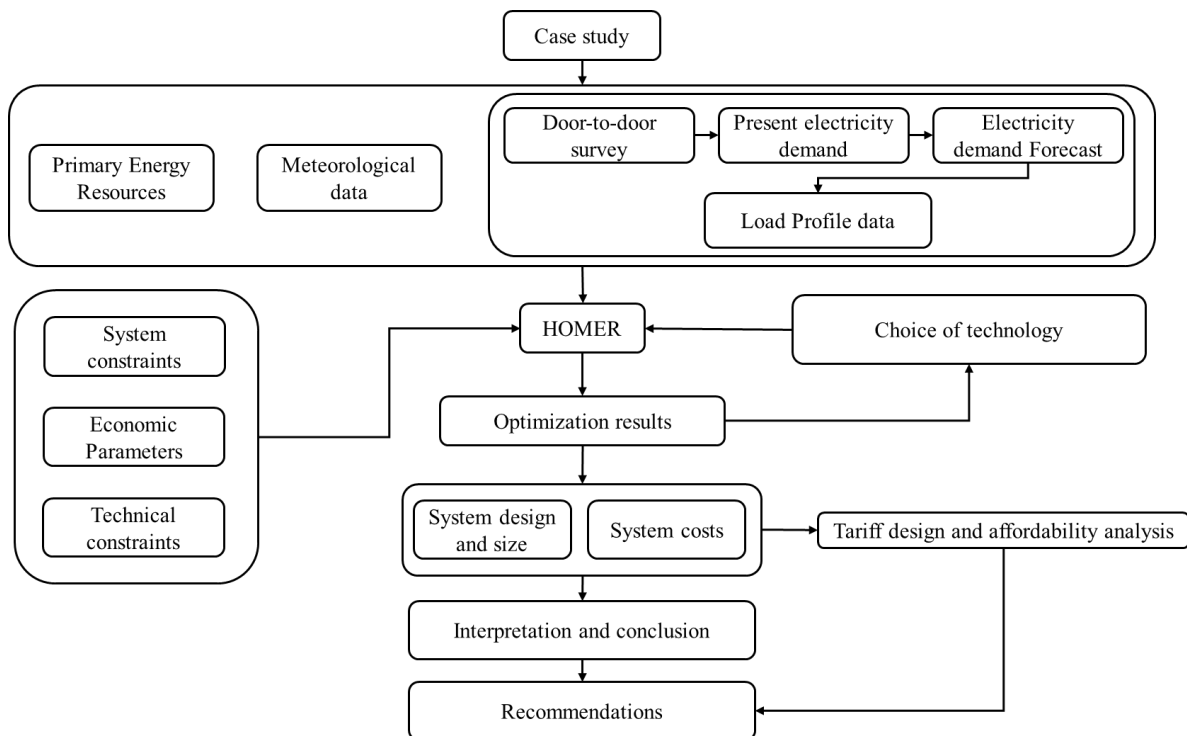 Case study
Door-to-door
survey
Present electricity
demand
Electricity
demand Forecast
Primary Energy
Resources
Meteorological
data
Load Profile data
System
constraints
HOMER
Choice of technology
Economic
Parameters
Optimization results
Technical
constraints
System design
and size
System costs
Tariff design and affordability analysis
Interpretation and conclusion
Recommendations